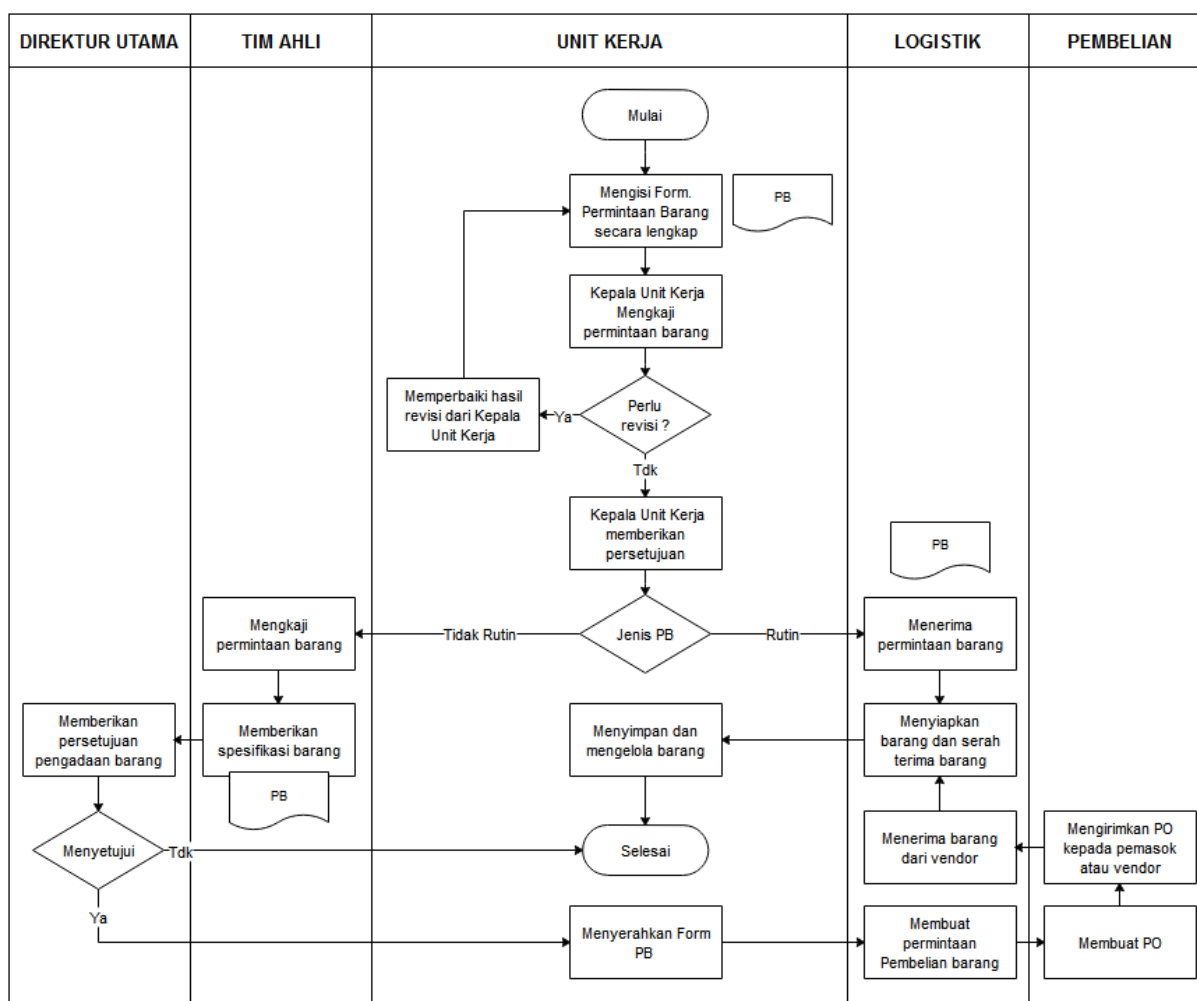 DIREKTUR UTAMA
TIM AHLI
UNIT KERJA
LOGISTIK
PEMBELIAN
Mulai
Mengisi Form.
Permintaan Barang
secara lengkap
PB
Kepala Unit Kerja
Mengkaji
permintaan barang
Memperbaiki hasil
revisi dari Kepala
Unit Kerja
Ya
Perlu
revisi ?
Tdk
Kepala Unit Kerja
memberikan
persetujuan
PB
Mengkaji
permintaan barang
Tidak Rutin
Jenis PB
Rutin
Menerima
permintaan barang
Memberikan
persetujuan
pengadaan barang
Memberikan
spesifikasi barang
PB
Menyimpan dan
mengelola barang
Menyiapkan
barang dan serah
terima barang
Menyetujui
Tdk
Selesai
Menerima barang
dari vendor
Mengirimkan PO
kepada pemasok
atau vendor
Ya
Menyerahkan Form
PB
Membuat
permintaan
Pembelian barang
Membuat PO